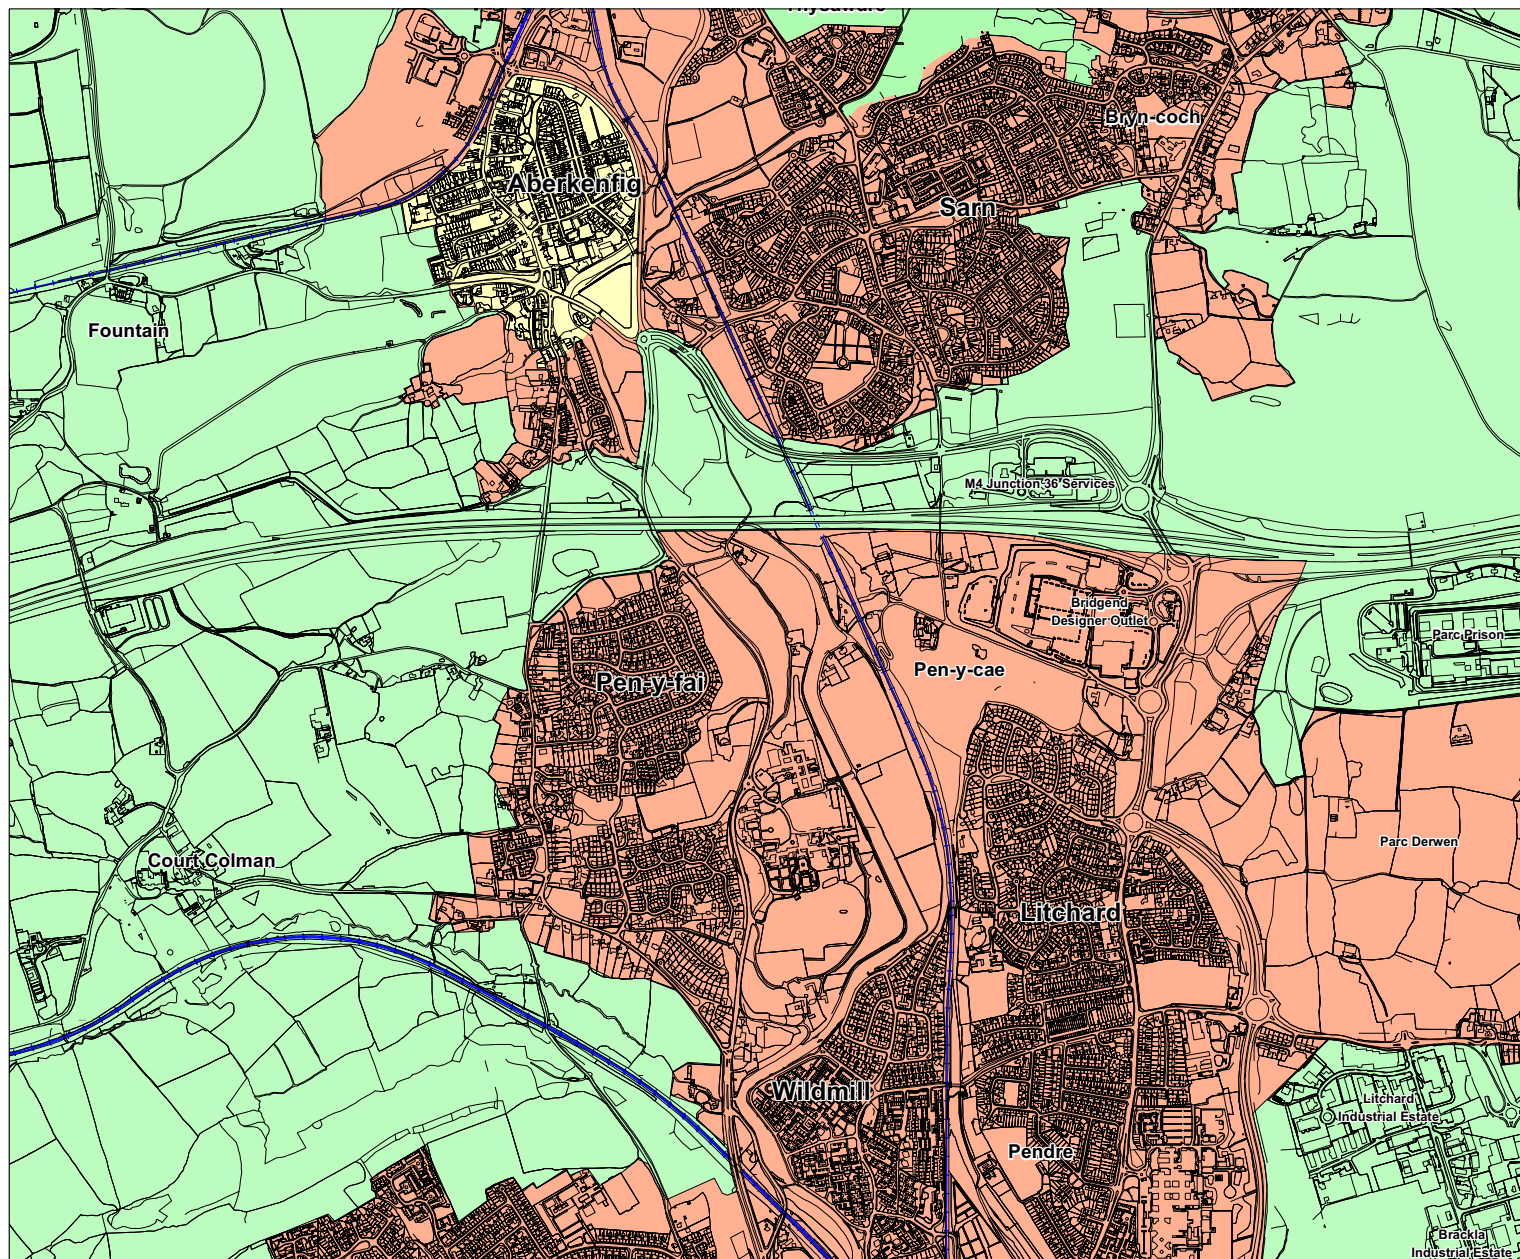 Bryn-coch
Aberkenfig
Sarn
Fountain
M4 Junction 36 Services
Bridgend
Designer Outlet
Parc Prison
Pen-y-cae
Pen-y-fai
Parc Derwen
Court Colman
Litchard
Wildmill
Litchard
Industrial Estate
Pendre
Brackla
Industrial Estate